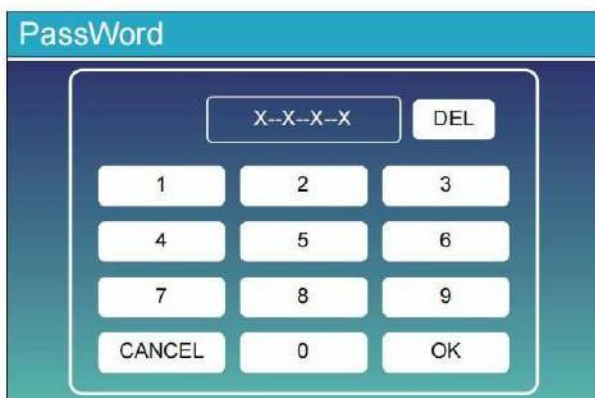 PassWord
X--X--X--X DEL
1 2 3
4 5 6
7 8 9
CANCEL 0 OK